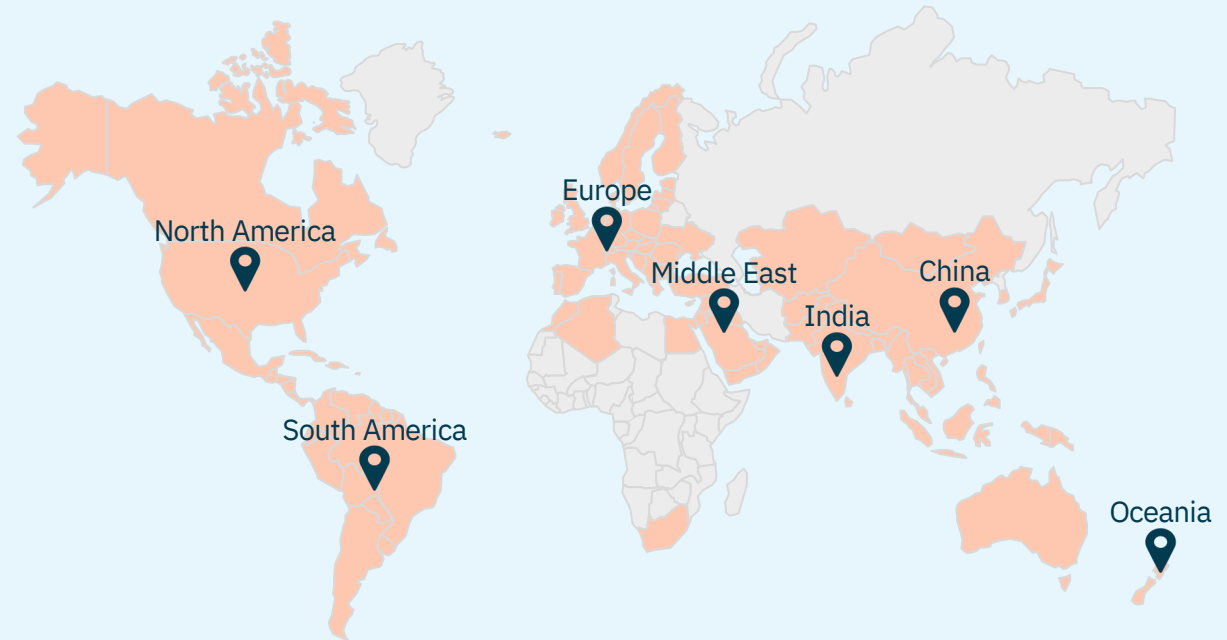 Europe
North America
Middle East
China
India
South America
Oceania